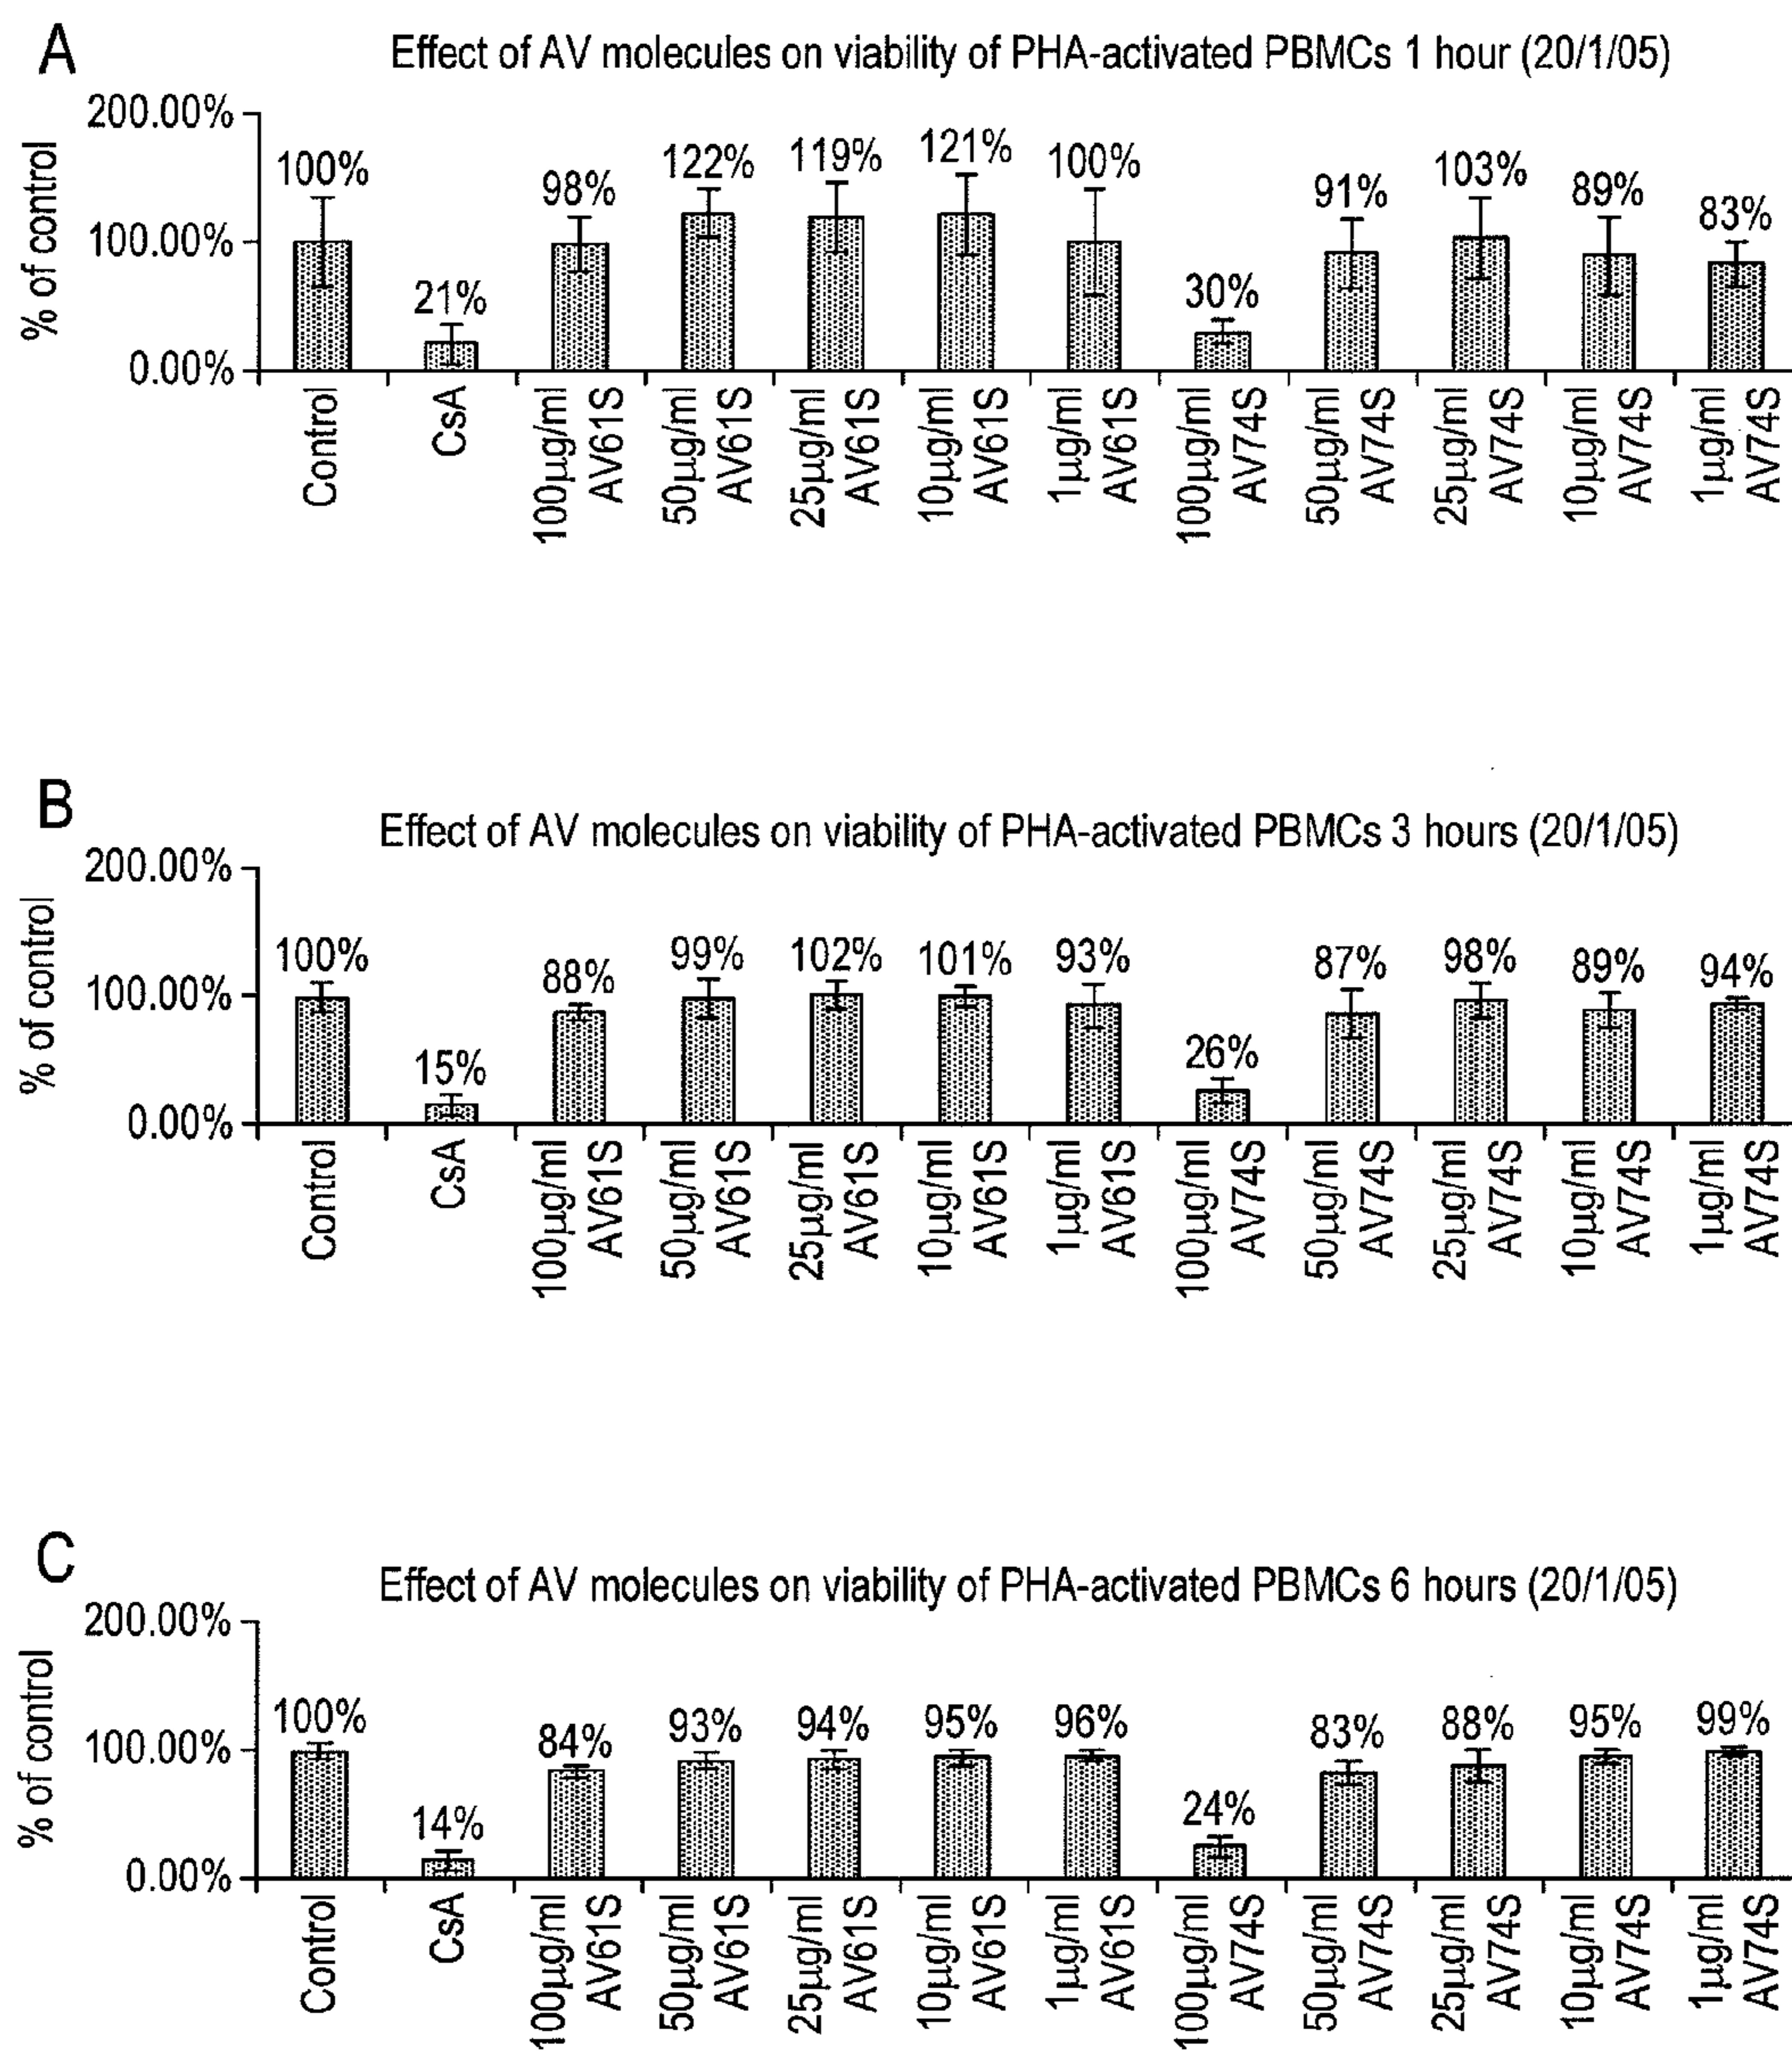 A
Effect of AV molecules on viability of PHA-activated PBMCs 1 hour (20/1/05)
% of control
200.00%
100.00%
0.00%
100%
21%
98%
122%
119%
121%
100%
30%
91%
103%
89%
83%
Control
CsA
100µg/ml
AV61S
50µg/ml
AV61S
25µg/ml
AV61S
10µg/ml
AV61S
1µg/ml
AV61S
100µg/ml
AV74S
50µg/ml
AV74S
25µg/ml
AV74S
10µg/ml
AV74S
1µg/ml
AV74S
B
Effect of AV molecules on viability of PHA-activated PBMCs 3 hours (20/1/05)
% of control
200.00%
100.00%
0.00%
100%
15%
88%
99%
102%
101%
93%
26%
87%
98%
89%
94%
Control
CsA
100µg/ml
AV61S
50µg/ml
AV61S
25µg/ml
AV61S
10µg/ml
AV61S
1µg/ml
AV61S
100µg/ml
AV74S
50µg/ml
AV74S
25µg/ml
AV74S
10µg/ml
AV74S
1µg/ml
AV74S
C
Effect of AV molecules on viability of PHA-activated PBMCs 6 hours (20/1/05)
% of control
200.00%
100.00%
0.00%
100%
14%
84%
93%
94%
95%
96%
24%
83%
88%
95%
99%
Control
CsA
100µg/ml
AV61S
50µg/ml
AV61S
25µg/ml
AV61S
10µg/ml
AV61S
1µg/ml
AV61S
100µg/ml
AV74S
50µg/ml
AV74S
25µg/ml
AV74S
10µg/ml
AV74S
1µg/ml
AV74S